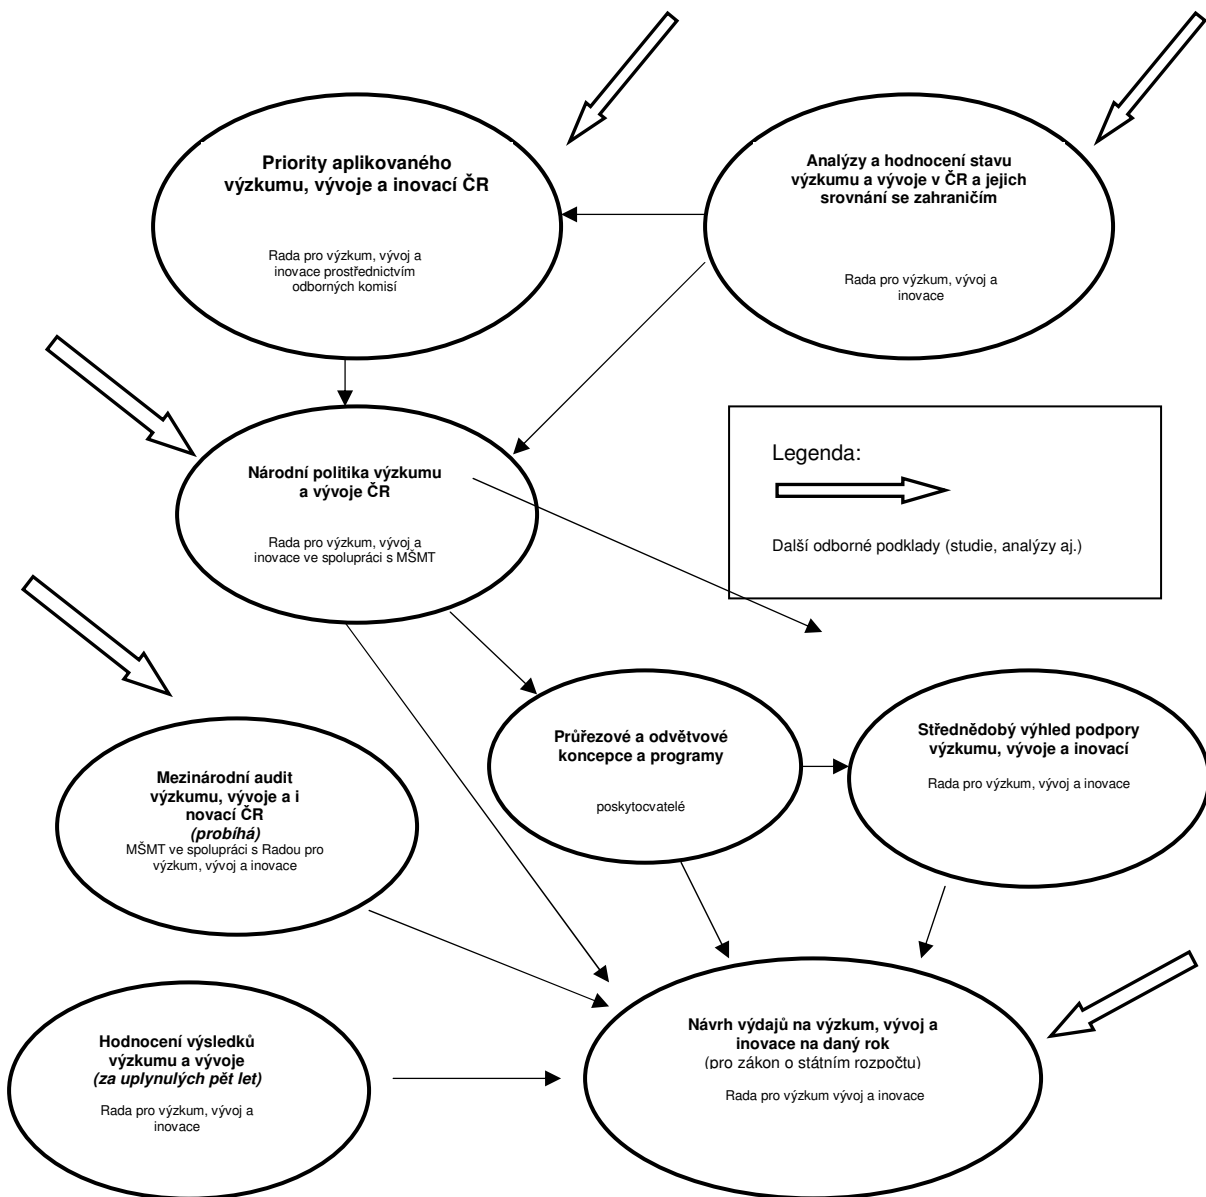 Priority aplikovaného
výzkumu, vývoje a inovací ČR
Rada pro výzkum, vývoj a
inovace prostřednictvím
odborných komisí
Analýzy a hodnocení stavu
výzkumu a vývoje v ČR a jejich
srovnání se zahraničím
Rada pro výzkum, vývoj a
inovace
Národní politika výzkumu
a vývoje ČR
Rada pro výzkum, vývoj a
inovace ve spolupráci s MŠMT
Legenda:
Další odborné podklady (studie, analýzy aj.)
Mezinárodní audit
výzkumu, vývoje a i
novací ČR
(probíhá)
MŠMT ve spolupráci s Radou pro
výzkum, vývoj a inovace
Průřezové a odvětvové
koncepce a programy
poskytocvatelé
Střednědobý výhled podpory
výzkumu, vývoje a inovací
Rada pro výzkum, vývoj a inovace
Hodnocení výsledků
výzkumu a vývoje
(za uplynulých pět let)
Rada pro výzkum, vývoj a
inovace
Návrh výdajů na výzkum, vývoj a
inovace na daný rok
(pro zákon o státním rozpočtu)
Rada pro výzkum vývoj a inovace